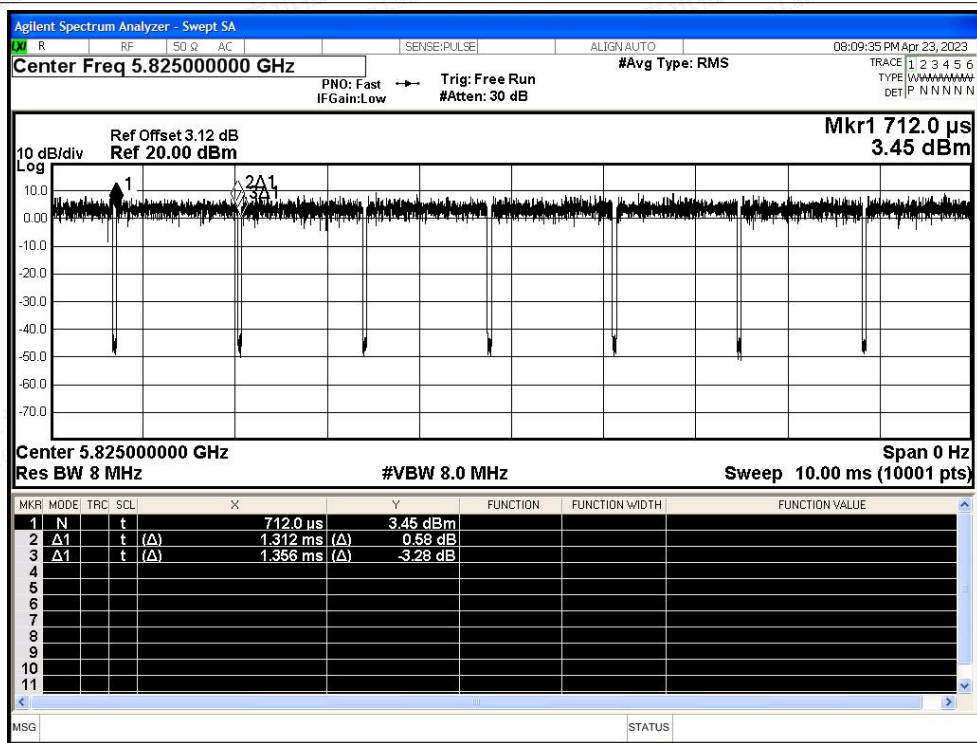 Agilent Spectrum Analyzer - Swept SA
LXI R RF 50 Ω AC SENSE:PULSE ALIGN AUTO 08:09:35 PM Apr 23, 2023
Center Freq 5.825000000 GHz
PNO: Fast
IFGain:Low
Trig: Free Run
#Atten: 30 dB
#Avg Type: RMS
TRACE 1 2 3 4 5 6
TYPE WWWWWW
DET P N N N N N
Mkr1 712.0 µs
3.45 dBm
Ref Offset 3.12 dB
10 dB/div Ref 20.00 dBm
Log
10.0
0.00
-10.0
-20.0
-30.0
-40.0
-50.0
-60.0
-70.0
1
2Δ1
3Δ1
Center 5.825000000 GHz Span 0 Hz
Res BW 8 MHz #VBW 8.0 MHz Sweep 10.00 ms (10001 pts)
MKR MODE TRC SCL X Y FUNCTION FUNCTION WIDTH FUNCTION VALUE
1 N t 712.0 µs 3.45 dBm
2 Δ1 t (Δ) 1.312 ms (Δ) 0.58 dB
3 Δ1 t (Δ) 1.356 ms (Δ) -3.28 dB
4
5
6
7
8
9
10
11
MSG STATUS